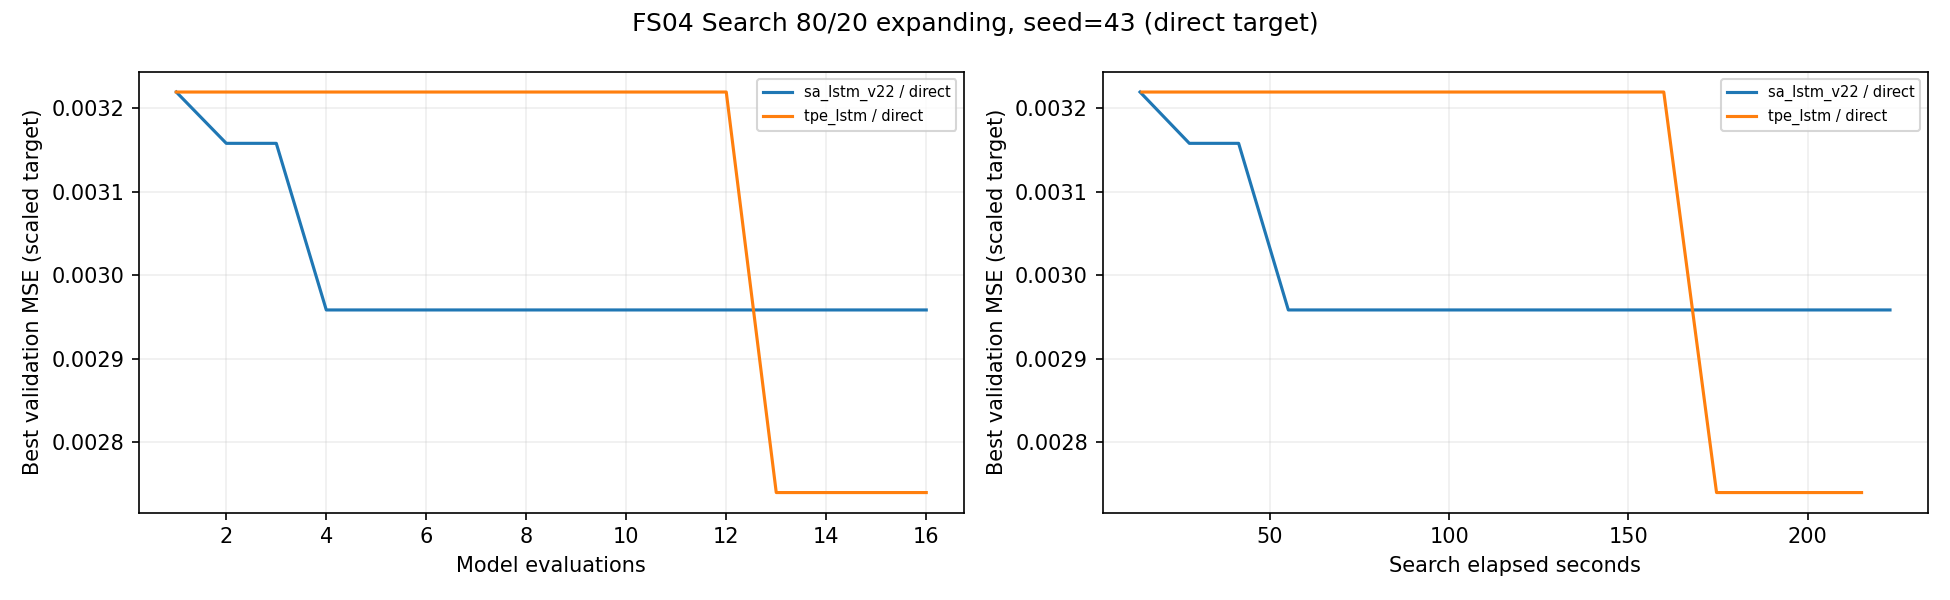 FS04 Search 80/20 expanding, seed=43 (direct target)
Best validation MSE (scaled target)
0.0032
0.0031
0.0030
0.0029
0.0028
sa_lstm_v22 / direct
tpe_lstm / direct
2 4 6 8 10 12 14 16
Model evaluations
Best validation MSE (scaled target)
0.0032
0.0031
0.0030
0.0029
0.0028
sa_lstm_v22 / direct
tpe_lstm / direct
50 100 150 200
Search elapsed seconds